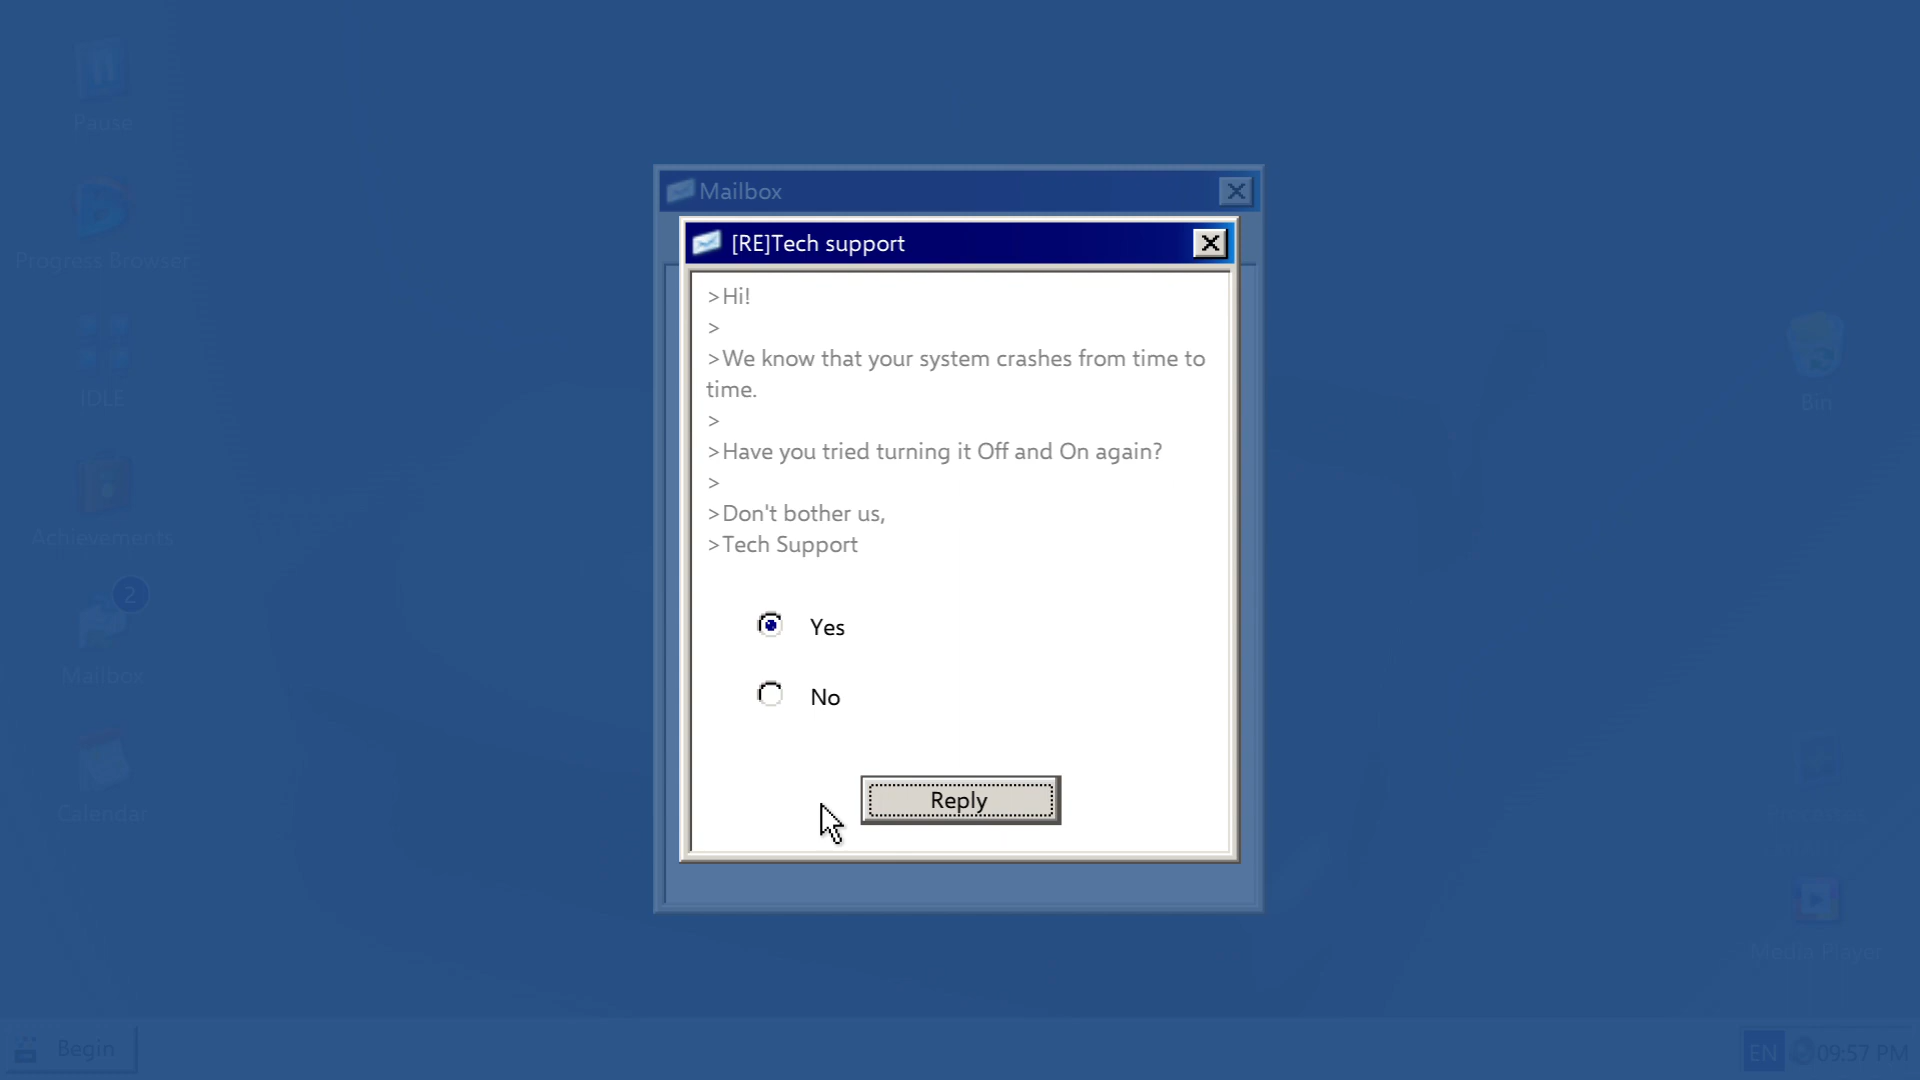 Pause
Progress Browser
IDLE
Achievements
2
Mailbox
Calendar
Mailbox
[RE]Tech support
>Hi!
>
>We know that your system crashes from time to
time.
>
>Have you tried turning it Off and On again?
>
>Don't bother us,
>Tech Support
Yes
No
Reply
Bin
Processes
Media Player
Begin
EN
09:57 PM